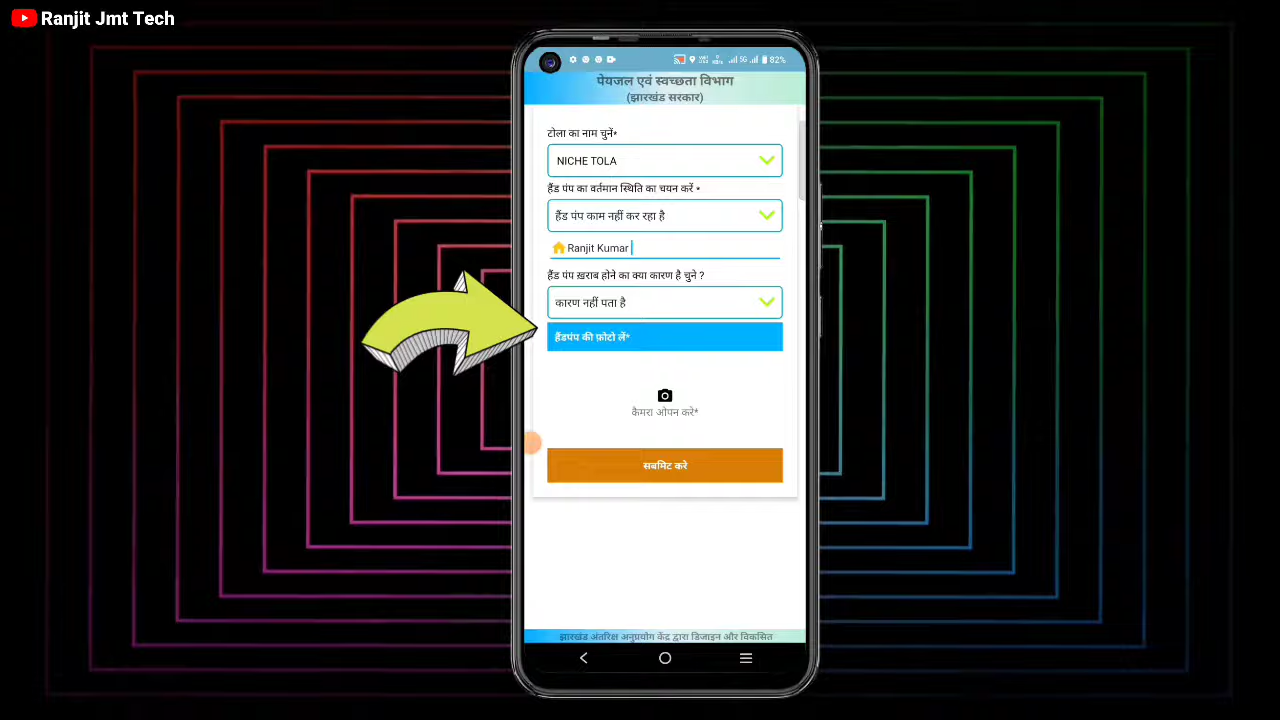 Ranjit Jmt Tech
82%
पेयजल एवं स्वच्छता विभाग
(झारखंड सरकार)
टोला का नाम चुनें*
NICHE TOLA
हैंड पंप का वर्तमान स्थिति का चयन करें *
हैंड पंप काम नहीं कर रहा है
Ranjit Kumar
हैंड पंप ख़राब होने का क्या कारण है चुने ?
कारण नहीं पता है
हैंडपंप की फ़ोटो लें*
कैमरा ओपन करे*
सबमिट करे
झारखंड अंतरिक्ष अनुप्रयोग केंद्र द्वारा डिजाइन और विकसित